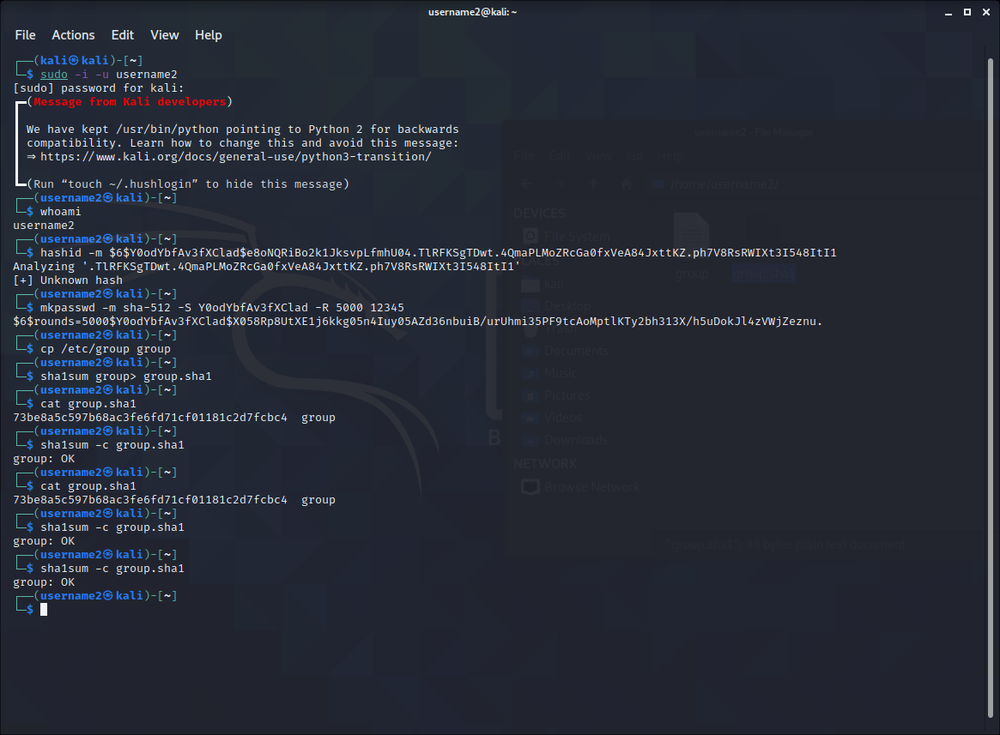 username2@kali: ~
File Actions Edit View Help
┌──(kali㉿kali)-[~]
└─$ sudo -i -u username2
[sudo] password for kali:
┏━(Message from Kali developers)
┃ We have kept /usr/bin/python pointing to Python 2 for backwards
┃ compatibility. Learn how to change this and avoid this message:
┃ ⇒ https://www.kali.org/docs/general-use/python3-transition/
┗━(Run “touch ~/.hushlogin” to hide this message)
┌──(username2㉿kali)-[~]
└─$ whoami
username2
┌──(username2㉿kali)-[~]
└─$ hashid -m $6$Y0odYbfAv3fXClad$e8oNQRiBo2k1JksvpLfmhU04.TlRFKSgTDwt.4QmaPLMoZRcGa0fxVeA84JxttKZ.ph7V8RsRWIXt3I548ItI1
Analyzing '.TlRFKSgTDwt.4QmaPLMoZRcGa0fxVeA84JxttKZ.ph7V8RsRWIXt3I548ItI1'
[+] Unknown hash
┌──(username2㉿kali)-[~]
└─$ mkpasswd -m sha-512 -S Y0odYbfAv3fXClad -R 5000 12345
$6$rounds=5000$Y0odYbfAv3fXClad$X058Rp8UtXE1j6kkg05n4Iuy05AZd36nbuiB/urUhmi35PF9tcAoMptlKTy2bh313X/h5uDokJl4zVWjZeznu.
┌──(username2㉿kali)-[~]
└─$ cp /etc/group group
┌──(username2㉿kali)-[~]
└─$ sha1sum group> group.sha1
┌──(username2㉿kali)-[~]
└─$ cat group.sha1
73be8a5c597b68ac3fe6fd71cf01181c2d7fcbc4  group
┌──(username2㉿kali)-[~]
└─$ sha1sum -c group.sha1
group: OK
┌──(username2㉿kali)-[~]
└─$ cat group.sha1
73be8a5c597b68ac3fe6fd71cf01181c2d7fcbc4  group
┌──(username2㉿kali)-[~]
└─$ sha1sum -c group.sha1
group: OK
┌──(username2㉿kali)-[~]
└─$ sha1sum -c group.sha1
group: OK
┌──(username2㉿kali)-[~]
└─$
username2 - File Manager
File Edit View Go Help
/home/username2/
DEVICES
File System
kali
Desktop
Documents
Music
Pictures
Videos
Downloads
NETWORK
Browse Network
group
group.sha1
"group.sha1": 48 bytes plain text document